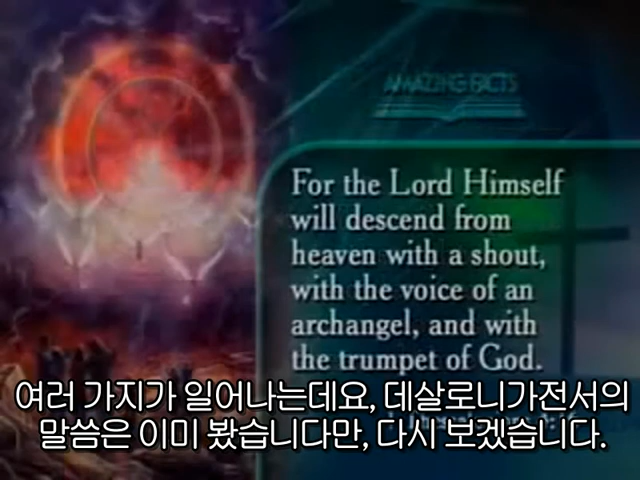 AMAZING FACTS
For the Lord Himself
will descend from
heaven with a shout,
with the voice of an
archangel, and with
the trumpet of God.
여러 가지가 일어나는데요, 데살로니가전서의
말씀은 이미 봤습니다만, 다시 보겠습니다.